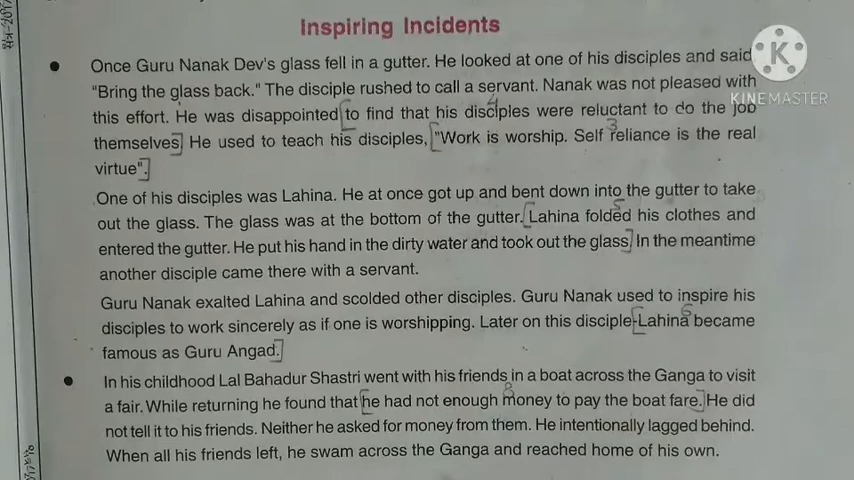 Inspiring Incidents
K
KINEMASTER
● Once Guru Nanak Dev's glass fell in a gutter. He looked at one of his disciples and said
"Bring the glass back." The disciple rushed to call a servant. Nanak was not pleased with
this effort. He was disappointed [to find that his disciples were reluctant to do the job
4
themselves] He used to teach his disciples, ["Work is worship. Self reliance is the real
3
virtue".]
One of his disciples was Lahina. He at once got up and bent down into the gutter to take
out the glass. The glass was at the bottom of the gutter. [Lahina folded his clothes and
5
entered the gutter. He put his hand in the dirty water and took out the glass] In the meantime
another disciple came there with a servant.
Guru Nanak exalted Lahina and scolded other disciples. Guru Nanak used to inspire his
disciples to work sincerely as if one is worshipping. Later on this disciple-[Lahina became
6
famous as Guru Angad.]
● In his childhood Lal Bahadur Shastri went with his friends in a boat across the Ganga to visit
a fair. While returning he found that [he had not enough money to pay the boat fare.] He did
8
not tell it to his friends. Neither he asked for money from them. He intentionally lagged behind.
When all his friends left, he swam across the Ganga and reached home of his own.